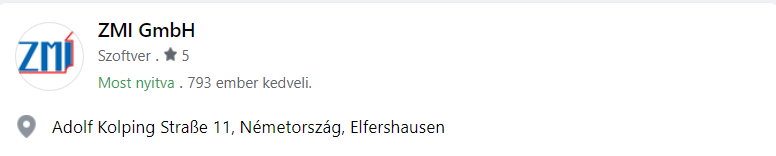 ZMI
ZMI GmbH
Szoftver . 5
Most nyitva . 793 ember kedveli.
Adolf Kolping Straße 11, Németország, Elfershausen